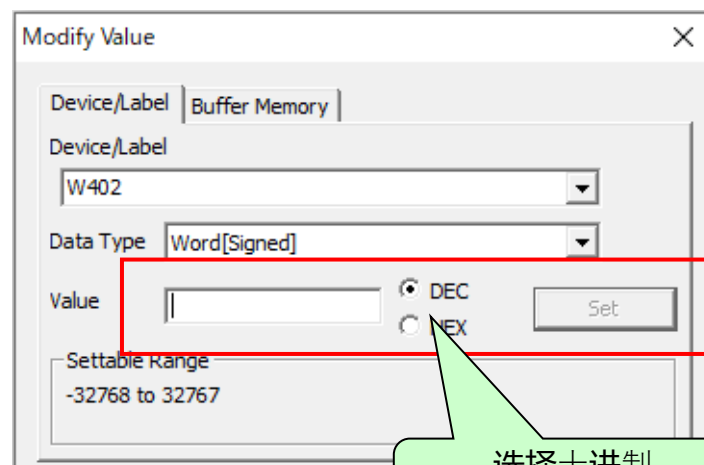 Modify Value
Device/Label Buffer Memory
Device/Label
W402
Data Type Word[Signed]
Value DEC Set
HEX
Settable Range
-32768 to 32767
选择十进制